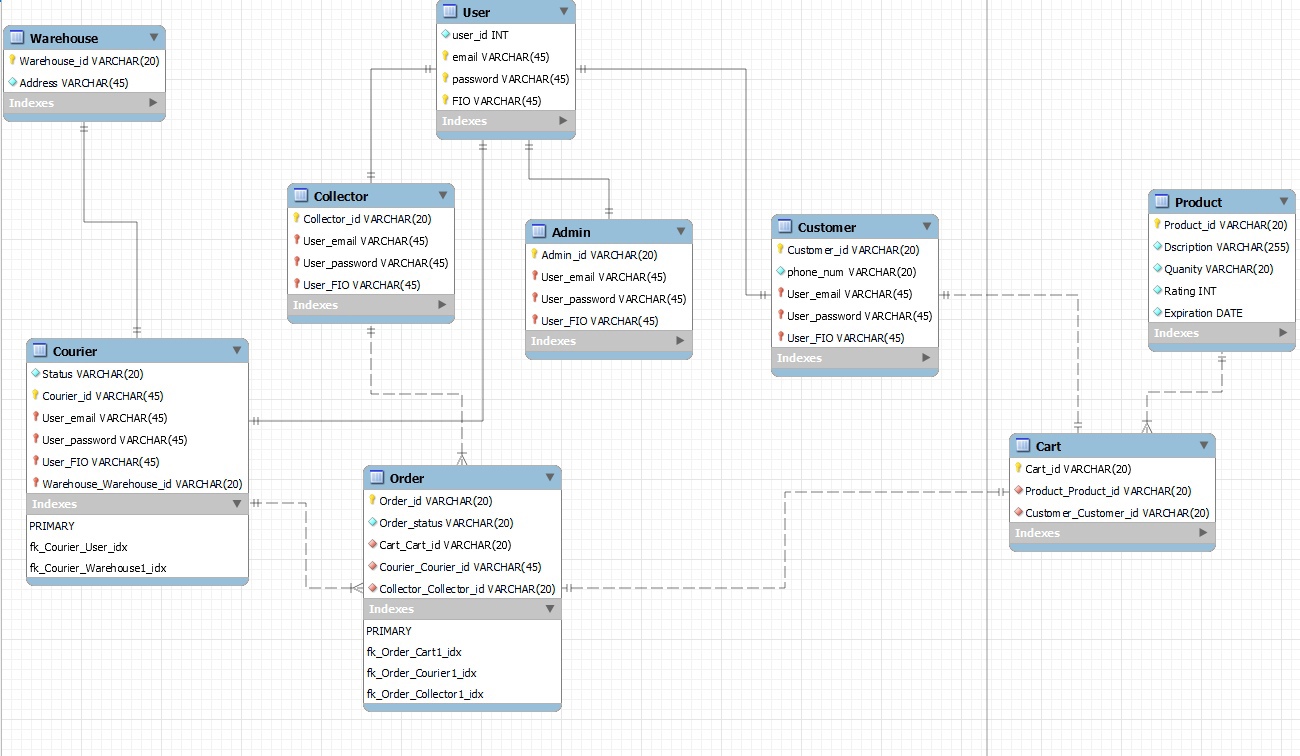 Warehouse
Warehouse_id VARCHAR(20)
Address VARCHAR(45)
Indexes
User
user_id INT
email VARCHAR(45)
password VARCHAR(45)
FIO VARCHAR(45)
Indexes
Collector
Collector_id VARCHAR(20)
User_email VARCHAR(45)
User_password VARCHAR(45)
User_FIO VARCHAR(45)
Indexes
Admin
Admin_id VARCHAR(20)
User_email VARCHAR(45)
User_password VARCHAR(45)
User_FIO VARCHAR(45)
Indexes
Customer
Customer_id VARCHAR(20)
phone_num VARCHAR(20)
User_email VARCHAR(45)
User_password VARCHAR(45)
User_FIO VARCHAR(45)
Indexes
Product
Product_id VARCHAR(20)
Dscription VARCHAR(255)
Quanity VARCHAR(20)
Rating INT
Expiration DATE
Indexes
Courier
Status VARCHAR(20)
Courier_id VARCHAR(45)
User_email VARCHAR(45)
User_password VARCHAR(45)
User_FIO VARCHAR(45)
Warehouse_Warehouse_id VARCHAR(20)
Indexes
PRIMARY
fk_Courier_User_idx
fk_Courier_Warehouse1_idx
Order
Order_id VARCHAR(20)
Order_status VARCHAR(20)
Cart_Cart_id VARCHAR(20)
Courier_Courier_id VARCHAR(45)
Collector_Collector_id VARCHAR(20)
Indexes
PRIMARY
fk_Order_Cart1_idx
fk_Order_Courier1_idx
fk_Order_Collector1_idx
Cart
Cart_id VARCHAR(20)
Product_Product_id VARCHAR(20)
Customer_Customer_id VARCHAR(20)
Indexes